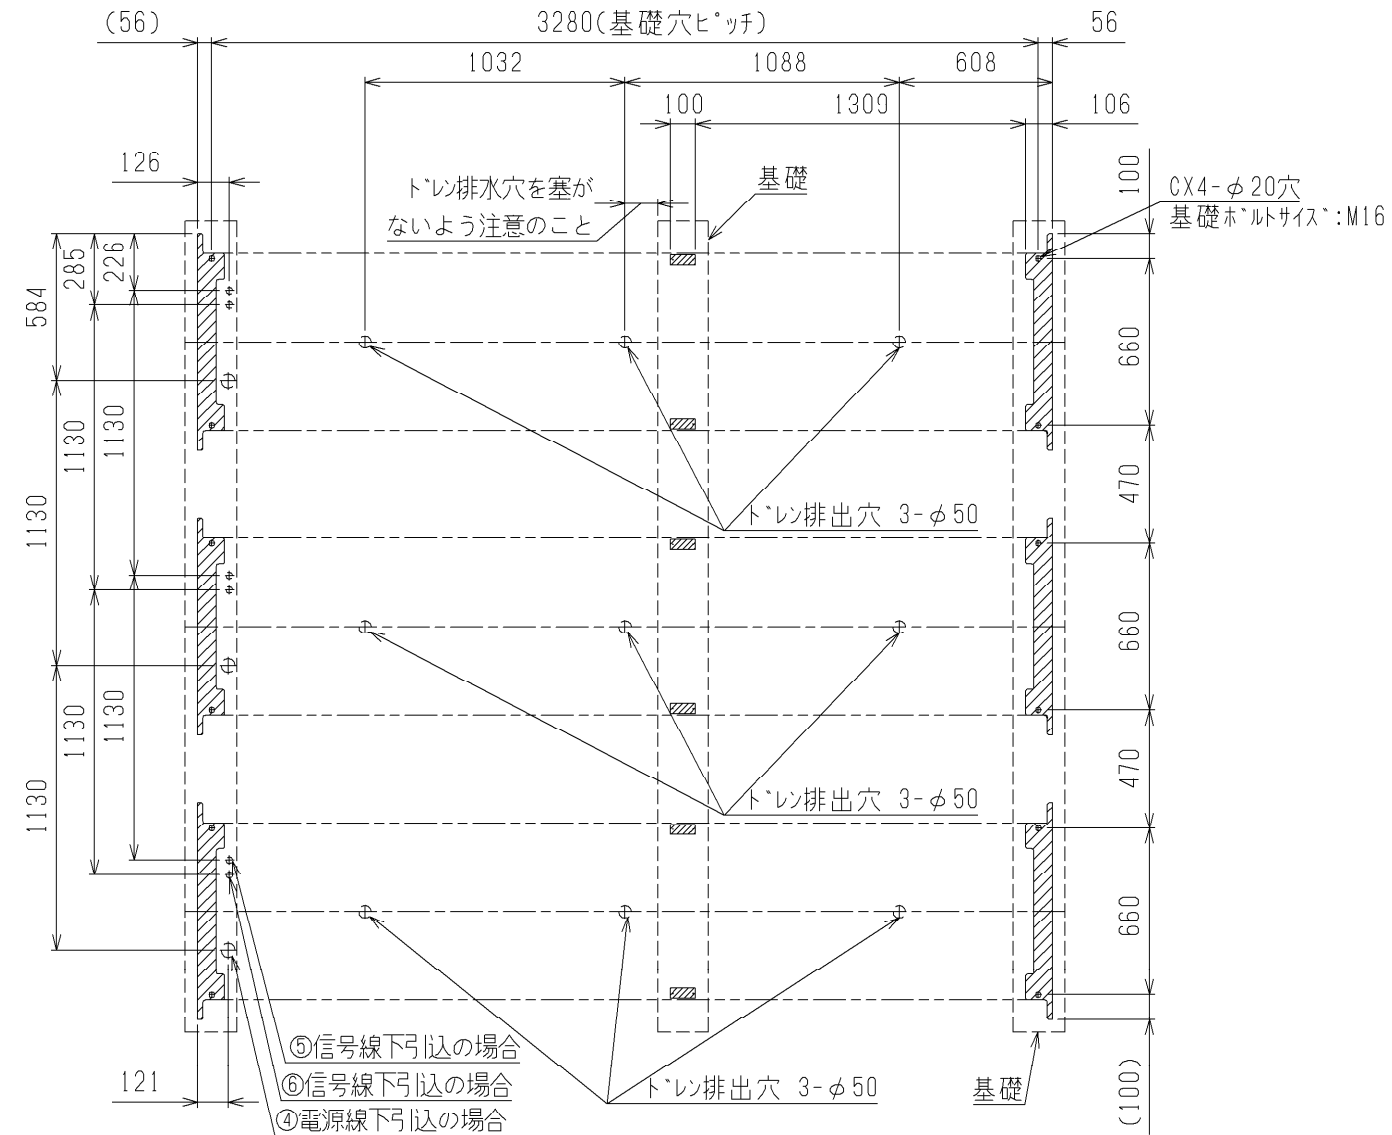 (56)
3280(基礎穴ﾋﾟｯﾁ)
56
1032
1088
608
100
1309
106
126
ﾄﾞﾚﾝ排水穴を塞が
ないよう注意のこと
基礎
100
CX4-φ20穴
基礎ﾎﾞﾙﾄｻｲｽﾞ:M16
584
285
226
660
1130
1130
1130
470
ﾄﾞﾚﾝ排出穴 3-φ50
660
1130
1130
1130
470
ﾄﾞﾚﾝ排出穴 3-φ50
660
⑤信号線下引込の場合
⑥信号線下引込の場合
④電源線下引込の場合
121
ﾄﾞﾚﾝ排出穴 3-φ50
基礎
(100)